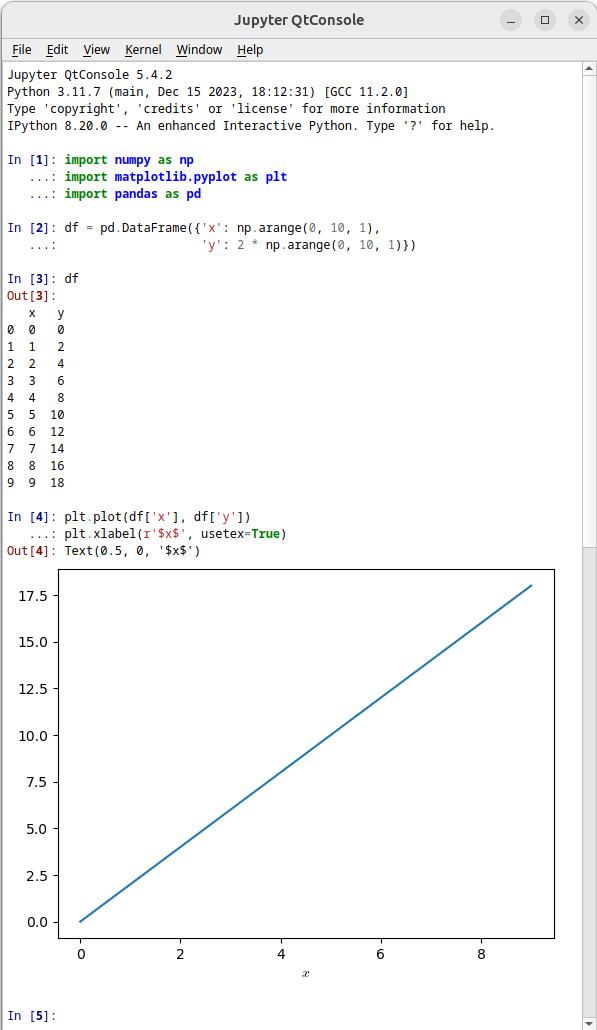 Jupyter QtConsole
File Edit View Kernel Window Help
Jupyter QtConsole 5.4.2
Python 3.11.7 (main, Dec 15 2023, 18:12:31) [GCC 11.2.0]
Type 'copyright', 'credits' or 'license' for more information
IPython 8.20.0 -- An enhanced Interactive Python. Type '?' for help.
In [1]: import numpy as np
   ...: import matplotlib.pyplot as plt
   ...: import pandas as pd
In [2]: df = pd.DataFrame({'x': np.arange(0, 10, 1),
   ...:                    'y': 2 * np.arange(0, 10, 1)})
In [3]: df
Out[3]:
   x   y
0  0   0
1  1   2
2  2   4
3  3   6
4  4   8
5  5  10
6  6  12
7  7  14
8  8  16
9  9  18
In [4]: plt.plot(df['x'], df['y'])
   ...: plt.xlabel(r'$x$', usetex=True)
Out[4]: Text(0.5, 0, '$x$')
17.5
15.0
12.5
10.0
7.5
5.0
2.5
0.0
0 2 4 6 8
x
In [5]: